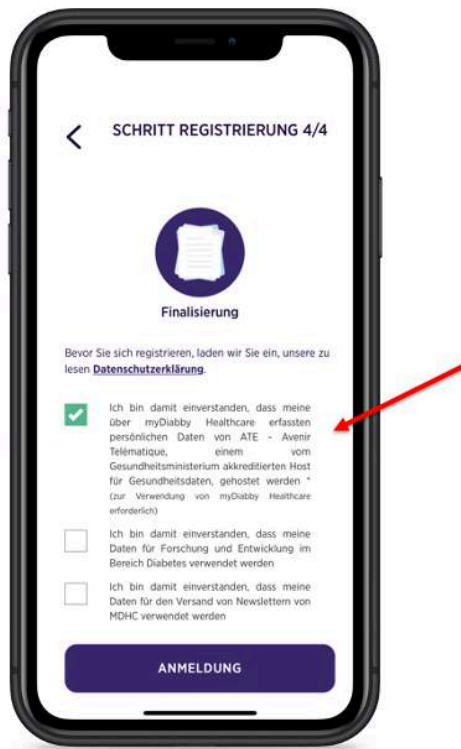 SCHRITT REGISTRIERUNG 4/4
Finalisierung
Bevor Sie sich registrieren, laden wir Sie ein, unsere zu
lesen Datenschutzerklärung.
Ich bin damit einverstanden, dass meine
über myDiabby Healthcare erfassten
persönlichen Daten von ATE - Avenir
Télématique, einem vom
Gesundheitsministerium akkreditierten Host
für Gesundheitsdaten, gehostet werden *
(zur Verwendung von myDiabby Healthcare
erforderlich)
Ich bin damit einverstanden, dass meine
Daten für Forschung und Entwicklung im
Bereich Diabetes verwendet werden
Ich bin damit einverstanden, dass meine
Daten für den Versand von Newslettern von
MDHC verwendet werden
ANMELDUNG